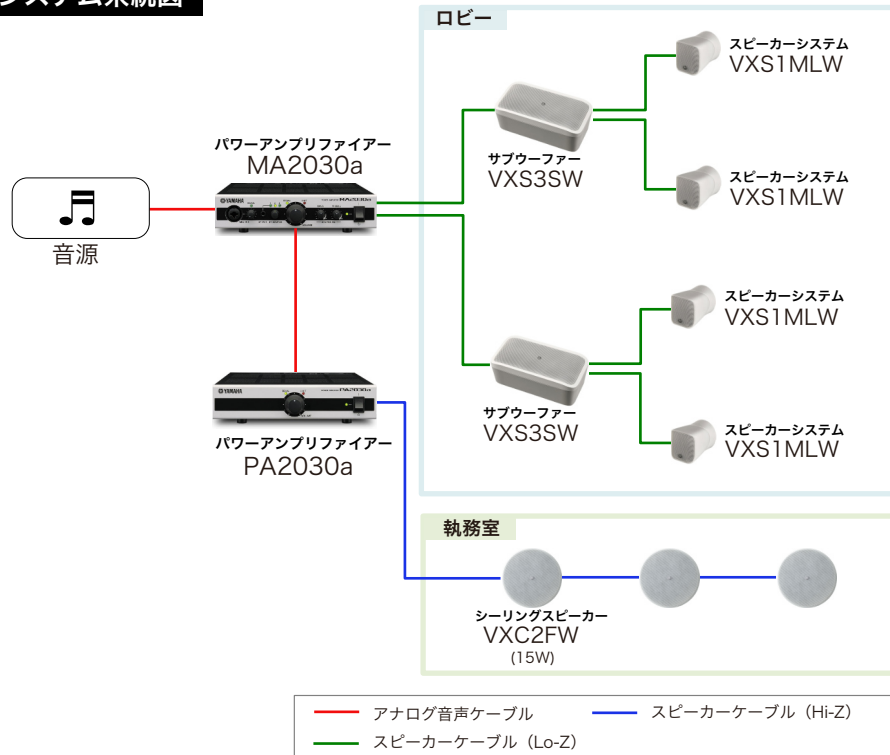 システム系統図
ロビー
スピーカーシステム
VXS1MLW
パワーアンプリファイアー
MA2030a
サブウーファー
VXS3SW
スピーカーシステム
VXS1MLW
YAMAHA
MA2030a
音源
スピーカーシステム
VXS1MLW
YAMAHA
PA2030a
サブウーファー
VXS3SW
スピーカーシステム
VXS1MLW
パワーアンプリファイアー
PA2030a
執務室
シーリングスピーカー
VXC2FW
(15W)
アナログ音声ケーブル
スピーカーケーブル（Hi-Z）
スピーカーケーブル（Lo-Z）